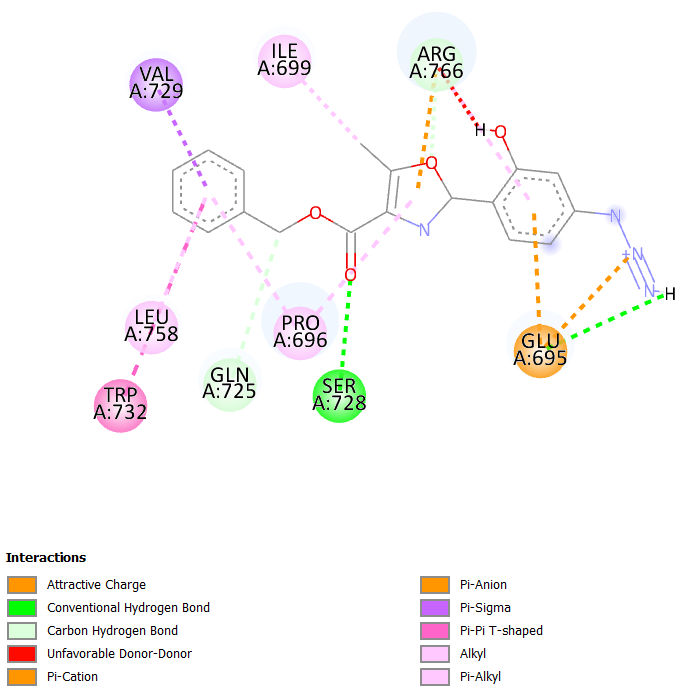 ILE
A:699
ARG
A:766
VAL
A:729
H
O
O
O
N
N
+N
N
H
O
LEU
A:758
PRO
A:696
GLU
A:695
GLN
A:725
SER
A:728
TRP
A:732
Interactions
Attractive Charge
Conventional Hydrogen Bond
Carbon Hydrogen Bond
Unfavorable Donor-Donor
Pi-Cation
Pi-Anion
Pi-Sigma
Pi-Pi T-shaped
Alkyl
Pi-Alkyl